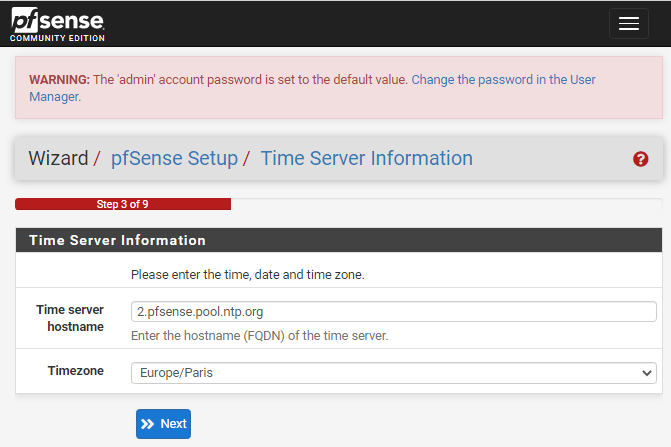 pfsense
COMMUNITY EDITION
WARNING: The 'admin' account password is set to the default value. Change the password in the User
Manager.
Wizard / pfSense Setup / Time Server Information
Step 3 of 9
Time Server Information
Please enter the time, date and time zone.
Time server hostname
2.pfsense.pool.ntp.org
Enter the hostname (FQDN) of the time server.
Timezone
Europe/Paris
Next